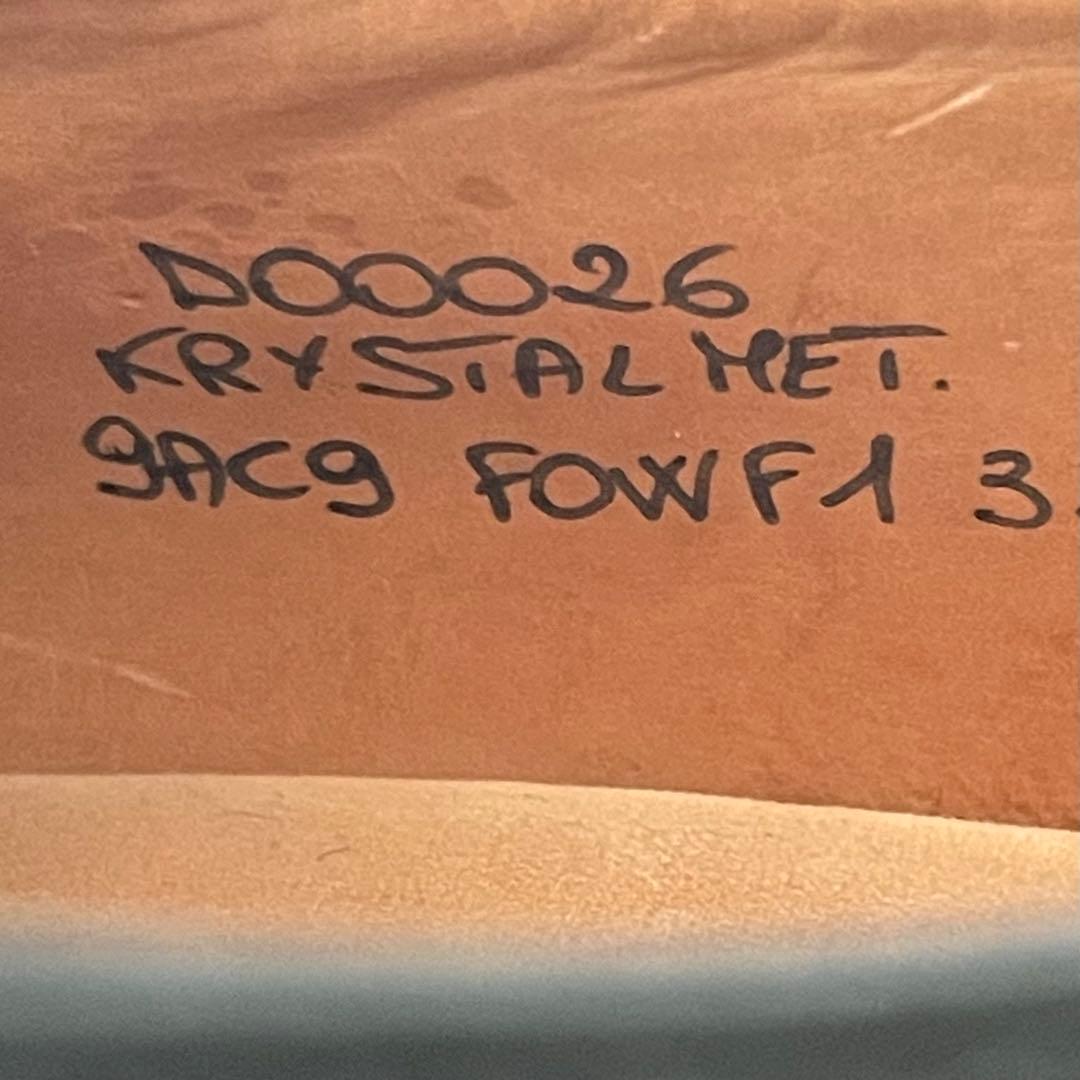 D00026
KRYSTAL MET.
9AC9 FOWF1 3.